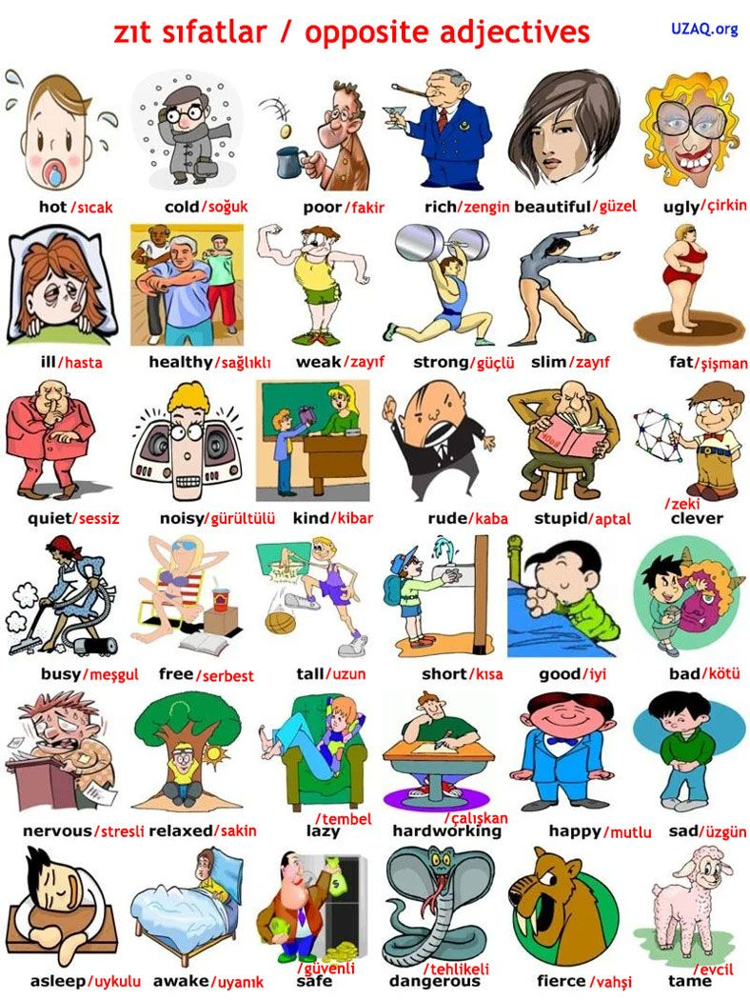 zıt sıfatlar / opposite adjectives
UZAQ.org
hot /sıcak
cold/soğuk
poor/fakir
rich/zengin
beautiful/güzel
ugly/çirkin
ill/hasta
healthy/sağlıklı
weak/zayıf
strong/güçlü
slim/zayıf
fat/şişman
quiet/sessiz
noisy/gürültülü
kind/kibar
rude/kaba
stupid/aptal
/zeki
clever
busy/meşgul
free/serbest
tall/uzun
short/kısa
good/iyi
bad/kötü
nervous/stresli
relaxed/sakin
/tembel
lazy
/çalışkan
hardworking
happy/mutlu
sad/üzgün
asleep/uykulu
awake/uyanık
$
/güvenli
safe
/tehlikeli
dangerous
fierce/vahşi
/evcil
tame